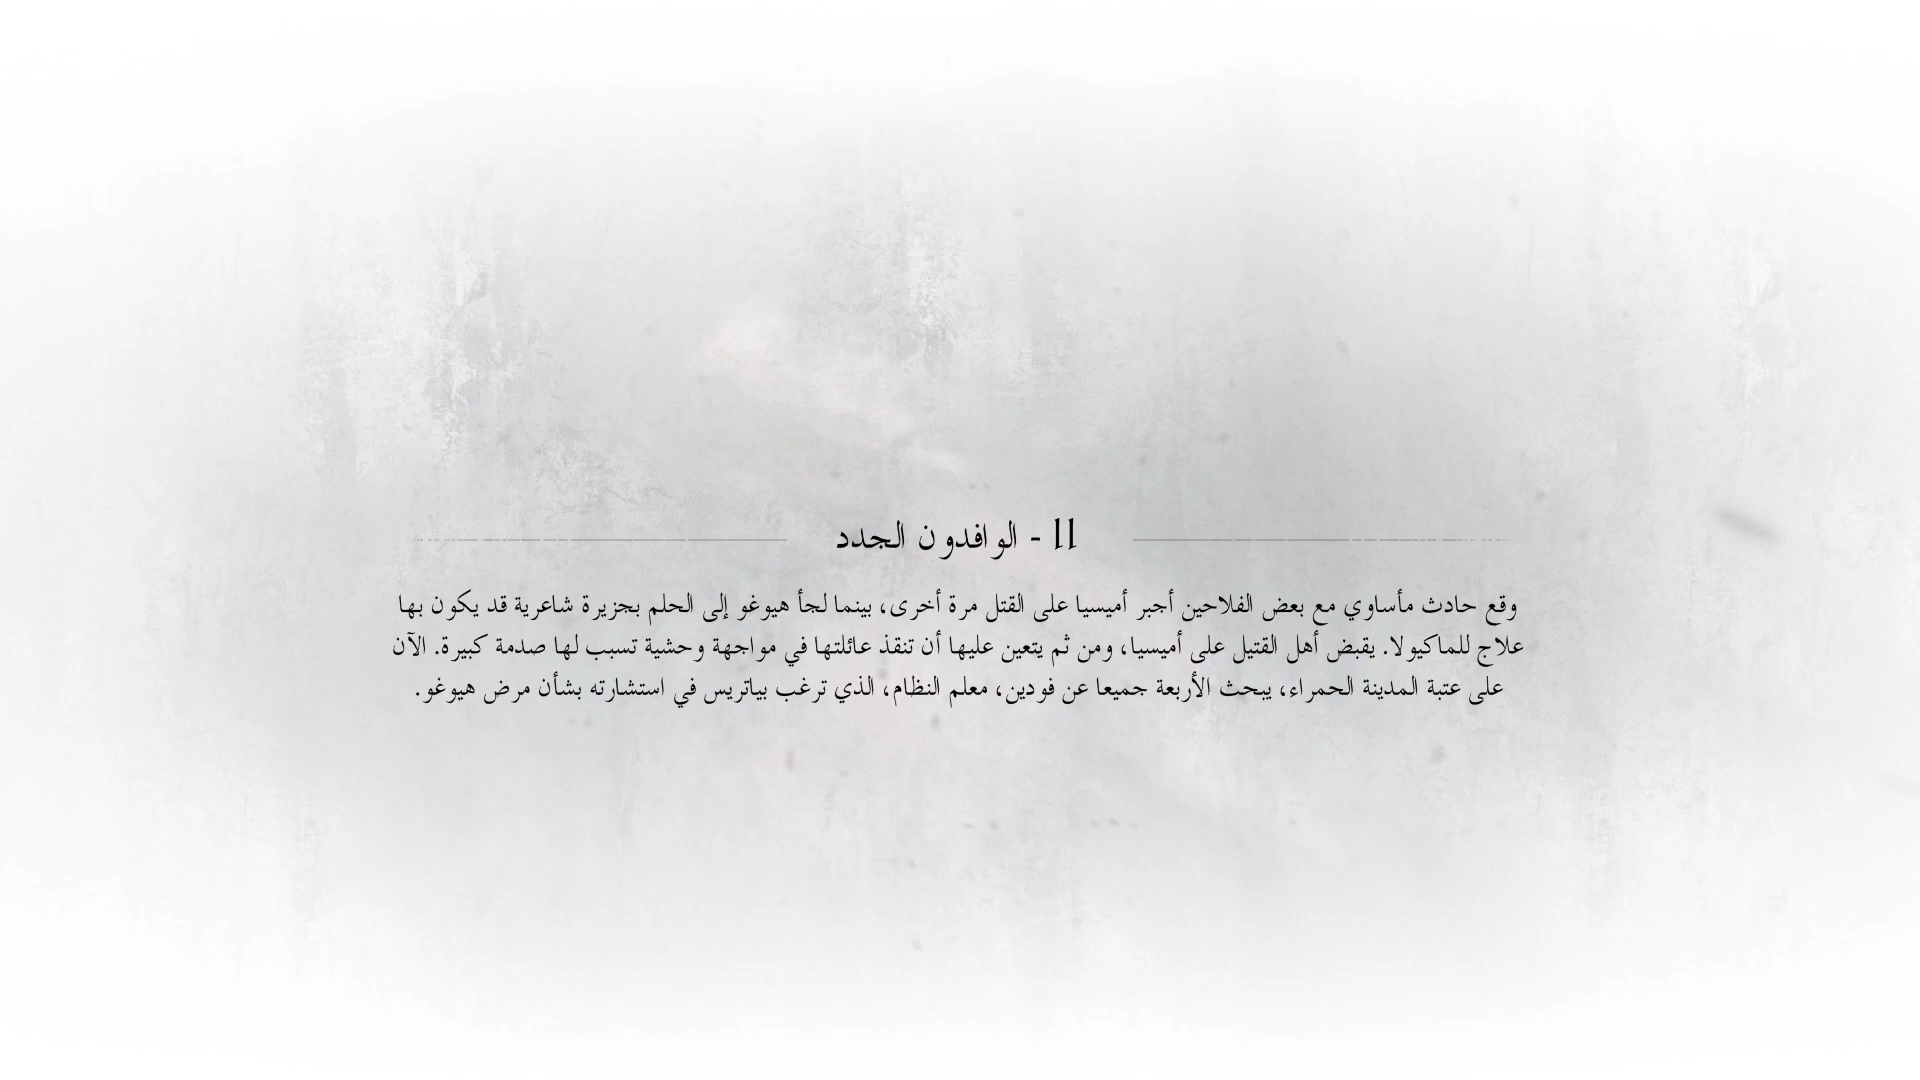 II - الوافدون الجدد
وقع حادث مأساوي مع بعض الفلاحين أجبر أميسيا على القتل مرة أخرى، بينما لجأ هيوغو إلى الحلم بجزيرة شاعرية قد يكون بها
علاج للماكيولا. يقبض أهل القتيل على أميسيا، ومن ثم يتعين عليها أن تنقذ عائلتها في مواجهة وحشية تسبب لها صدمة كبيرة. الآن
على عتبة المدينة الحمراء، يبحث الأربعة جميعا عن فودين، معلم النظام، الذي ترغب بياتريس في استشارته بشأن مرض هيوغو.